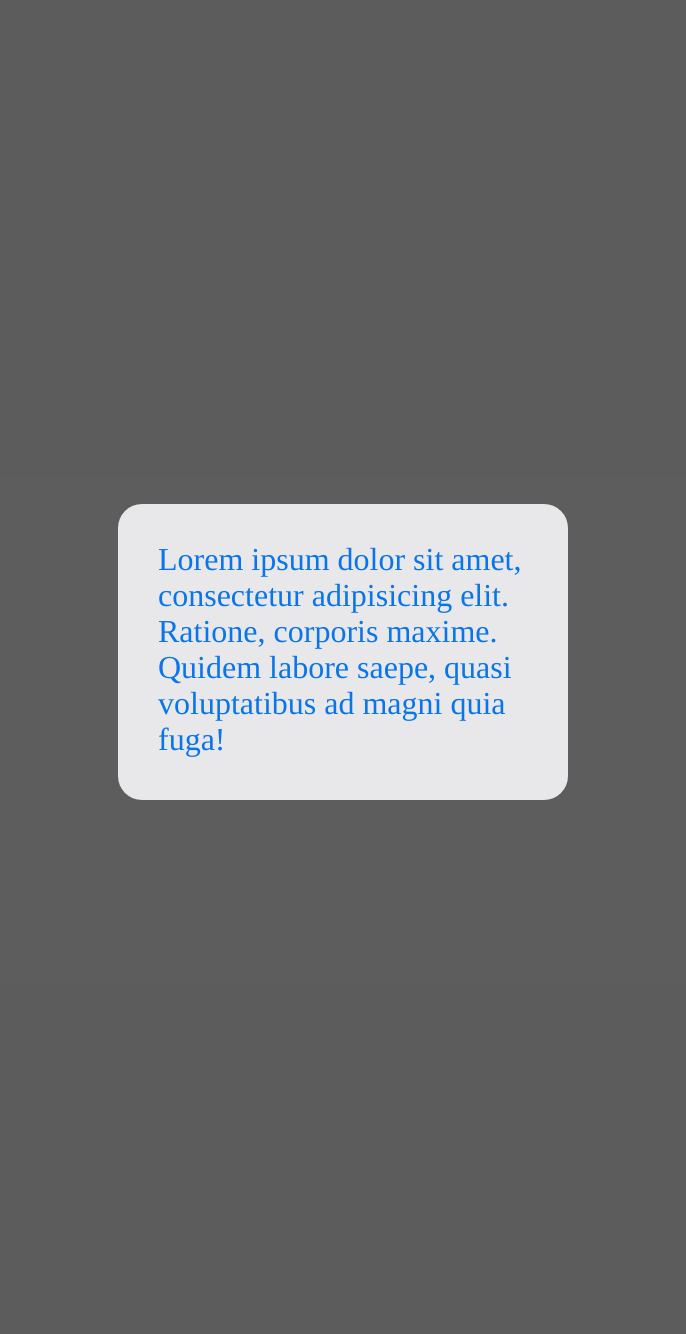 Lorem ipsum dolor sit amet,
consectetur adipisicing elit.
Ratione, corporis maxime.
Quidem labore saepe, quasi
voluptatibus ad magni quia
fuga!